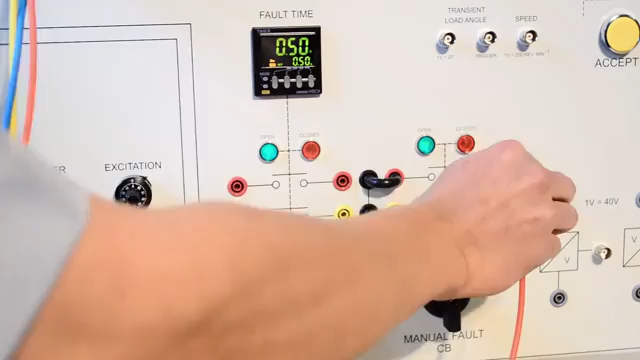 FAULT TIME
TRANSIENT
LOAD ANGLE
SPEED
0.50
0.50
TRIGGER
ACCEPT
OPEN
CLOSED
OPEN
CLOSED
EXCITATION
1V = 40V
V
V
MANUAL FAULT
CB